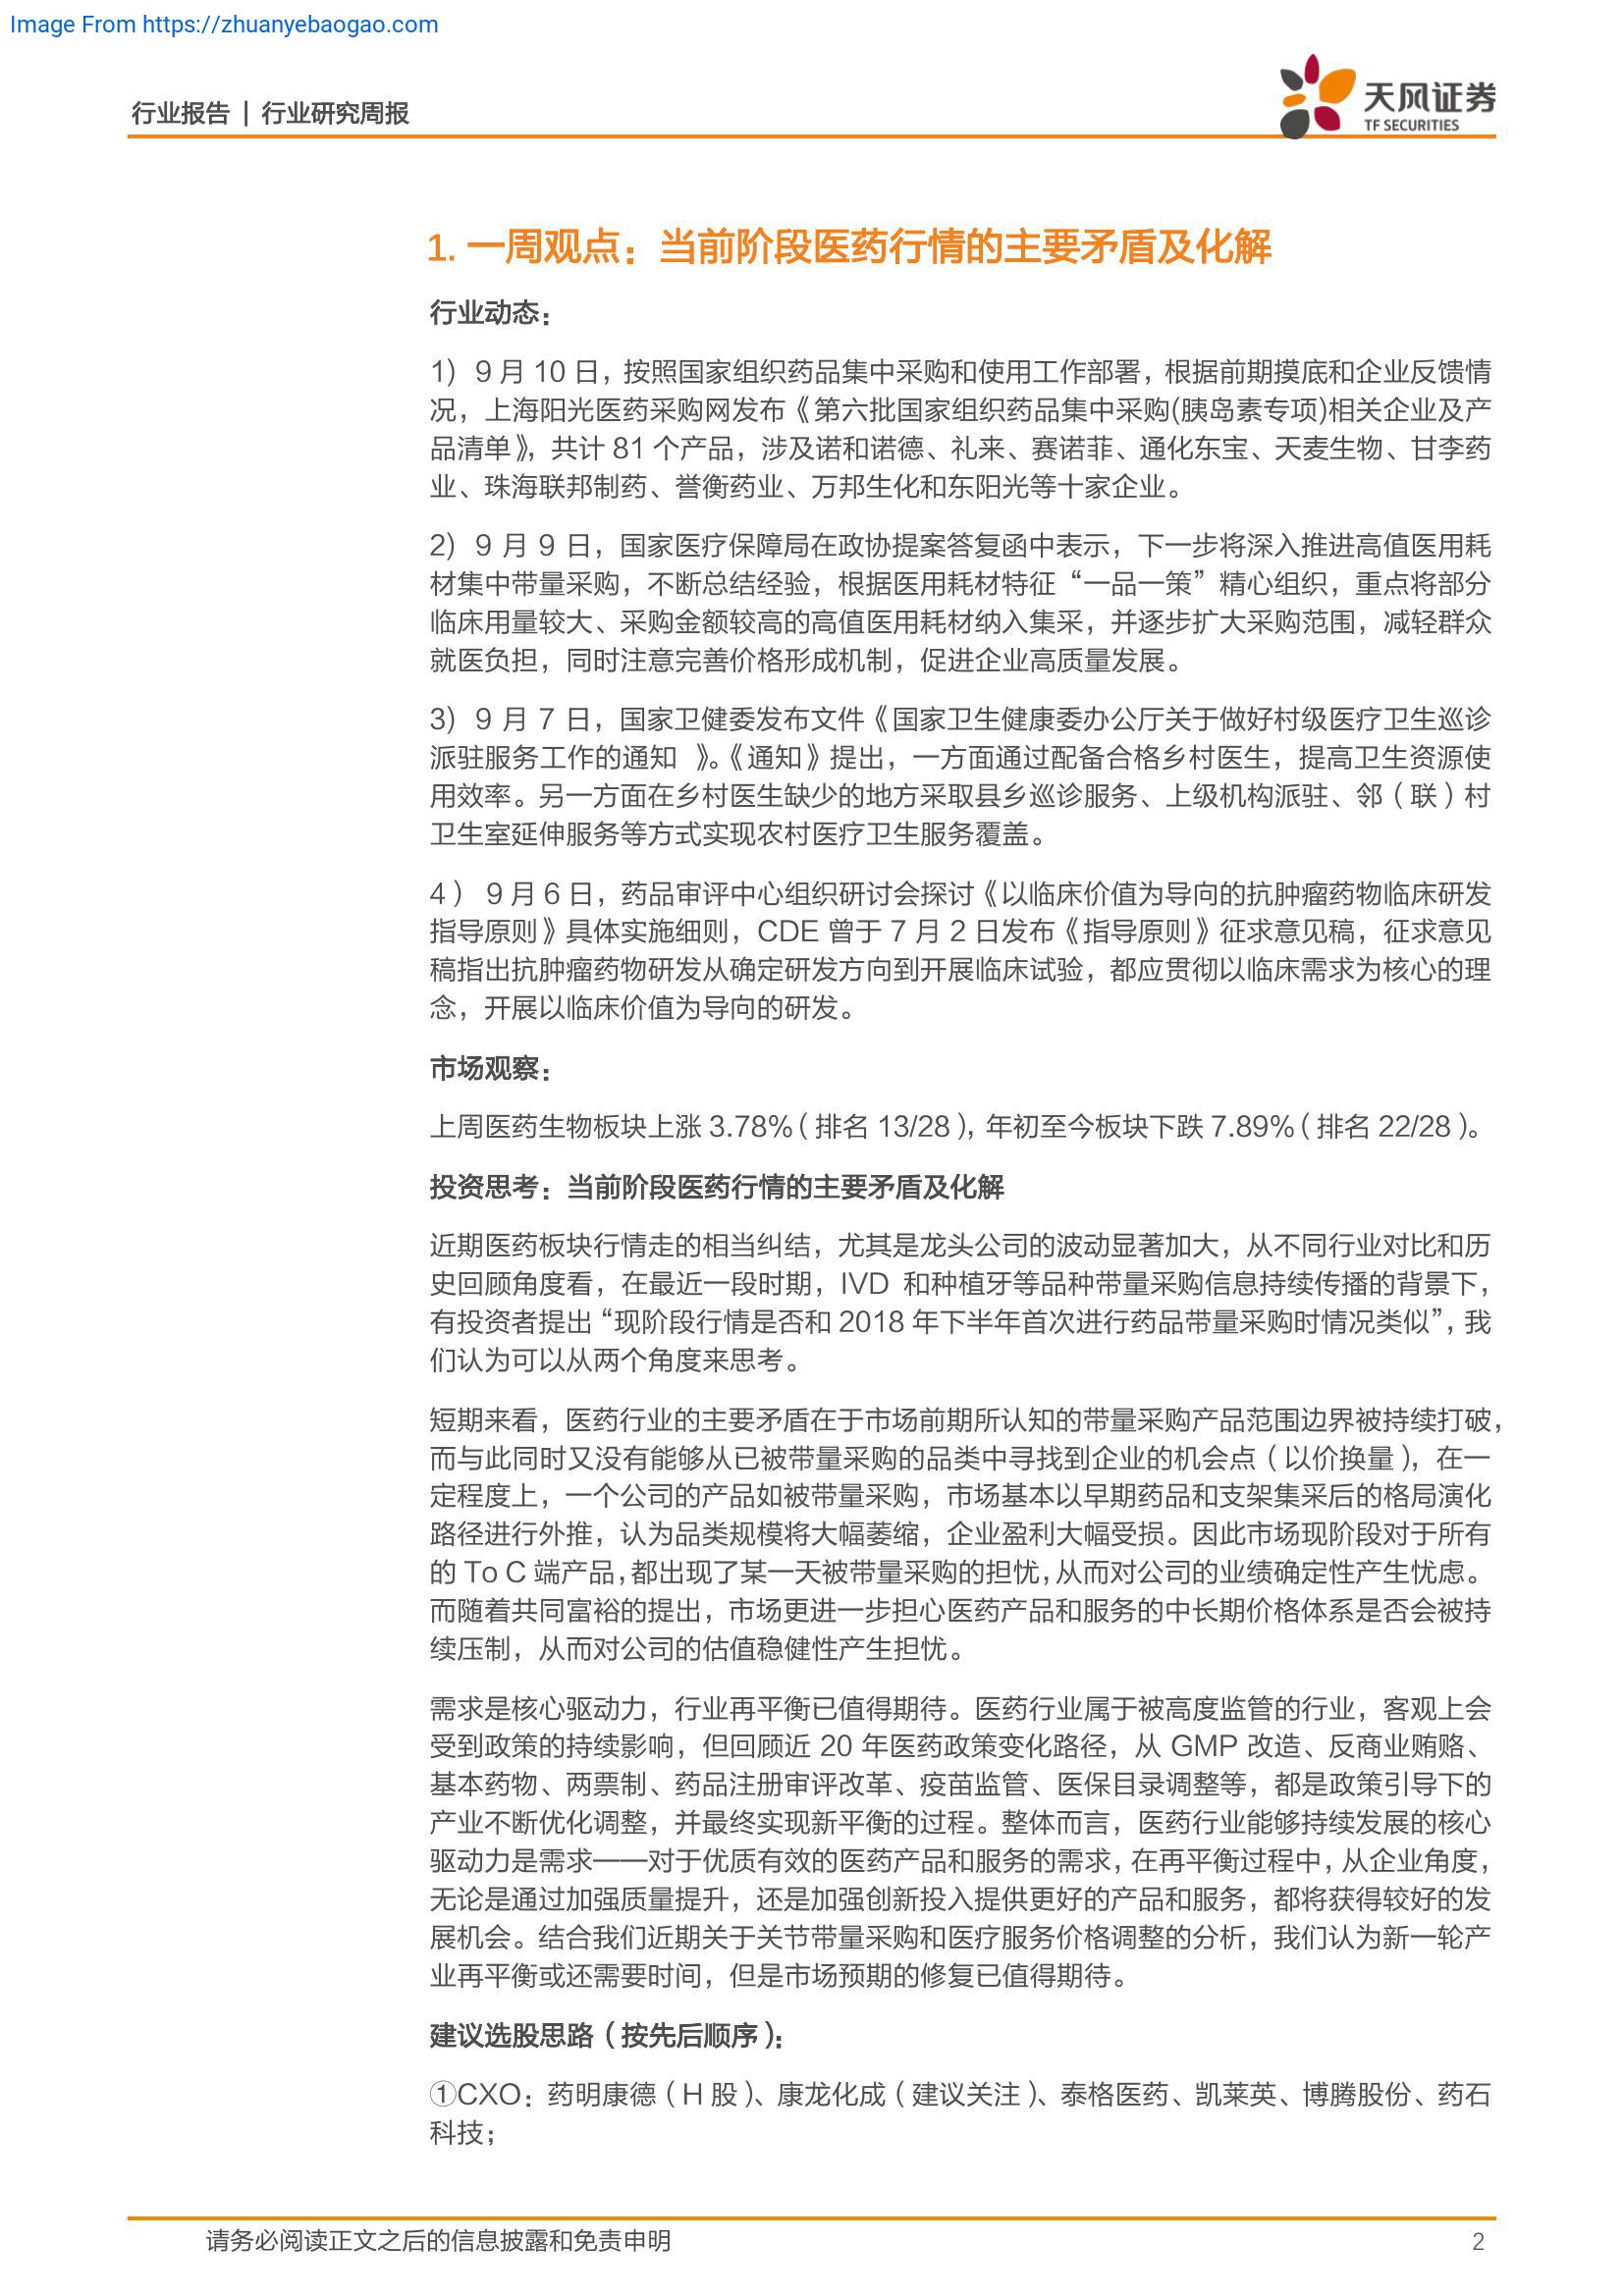 Image From https://zhuanyebaogao.com
行业报告 | 行业研究周报
天风证券
TF SECURITIES
1. 一周观点：当前阶段医药行情的主要矛盾及化解
行业动态：
1) 9 月 10 日，按照国家组织药品集中采购和使用工作部署，根据前期摸底和企业反馈情
况，上海阳光医药采购网发布《第六批国家组织药品集中采购(胰岛素专项)相关企业及产
品清单》，共计 81 个产品，涉及诺和诺德、礼来、赛诺菲、通化东宝、天麦生物、甘李药
业、珠海联邦制药、誉衡药业、万邦生化和东阳光等十家企业。
2) 9 月 9 日，国家医疗保障局在政协提案答复函中表示，下一步将深入推进高值医用耗
材集中带量采购，不断总结经验，根据医用耗材特征“一品一策”精心组织，重点将部分
临床用量较大、采购金额较高的高值医用耗材纳入集采，并逐步扩大采购范围，减轻群众
就医负担，同时注意完善价格形成机制，促进企业高质量发展。
3) 9 月 7 日，国家卫健委发布文件《国家卫生健康委办公厅关于做好村级医疗卫生巡诊
派驻服务工作的通知 》。《通知》提出，一方面通过配备合格乡村医生，提高卫生资源使
用效率。另一方面在乡村医生缺少的地方采取县乡巡诊服务、上级机构派驻、邻（联）村
卫生室延伸服务等方式实现农村医疗卫生服务覆盖。
4） 9 月 6 日，药品审评中心组织研讨会探讨《以临床价值为导向的抗肿瘤药物临床研发
指导原则》具体实施细则，CDE 曾于 7 月 2 日发布《指导原则》征求意见稿，征求意见
稿指出抗肿瘤药物研发从确定研发方向到开展临床试验，都应贯彻以临床需求为核心的理
念，开展以临床价值为导向的研发。
市场观察：
上周医药生物板块上涨 3.78%（排名 13/28），年初至今板块下跌 7.89%（排名 22/28）。
投资思考：当前阶段医药行情的主要矛盾及化解
近期医药板块行情走的相当纠结，尤其是龙头公司的波动显著加大，从不同行业对比和历
史回顾角度看，在最近一段时期，IVD 和种植牙等品种带量采购信息持续传播的背景下，
有投资者提出“现阶段行情是否和 2018 年下半年首次进行药品带量采购时情况类似”，我
们认为可以从两个角度来思考。
短期来看，医药行业的主要矛盾在于市场前期所认知的带量采购产品范围边界被持续打破，
而与此同时又没有能够从已被带量采购的品类中寻找到企业的机会点（以价换量），在一
定程度上，一个公司的产品如被带量采购，市场基本以早期药品和支架集采后的格局演化
路径进行外推，认为品类规模将大幅萎缩，企业盈利大幅受损。因此市场现阶段对于所有
的 To C 端产品，都出现了某一天被带量采购的担忧，从而对公司的业绩确定性产生忧虑。
而随着共同富裕的提出，市场更进一步担心医药产品和服务的中长期价格体系是否会被持
续压制，从而对公司的估值稳健性产生担忧。
需求是核心驱动力，行业再平衡已值得期待。医药行业属于被高度监管的行业，客观上会
受到政策的持续影响，但回顾近 20 年医药政策变化路径，从 GMP 改造、反商业贿赂、
基本药物、两票制、药品注册审评改革、疫苗监管、医保目录调整等，都是政策引导下的
产业不断优化调整，并最终实现新平衡的过程。整体而言，医药行业能够持续发展的核心
驱动力是需求——对于优质有效的医药产品和服务的需求，在再平衡过程中，从企业角度，
无论是通过加强质量提升，还是加强创新投入提供更好的产品和服务，都将获得较好的发
展机会。结合我们近期关于关节带量采购和医疗服务价格调整的分析，我们认为新一轮产
业再平衡或还需要时间，但是市场预期的修复已值得期待。
建议选股思路（按先后顺序）：
①CXO：药明康德（H 股）、康龙化成（建议关注）、泰格医药、凯莱英、博腾股份、药石
科技；
请务必阅读正文之后的信息披露和免责申明
2